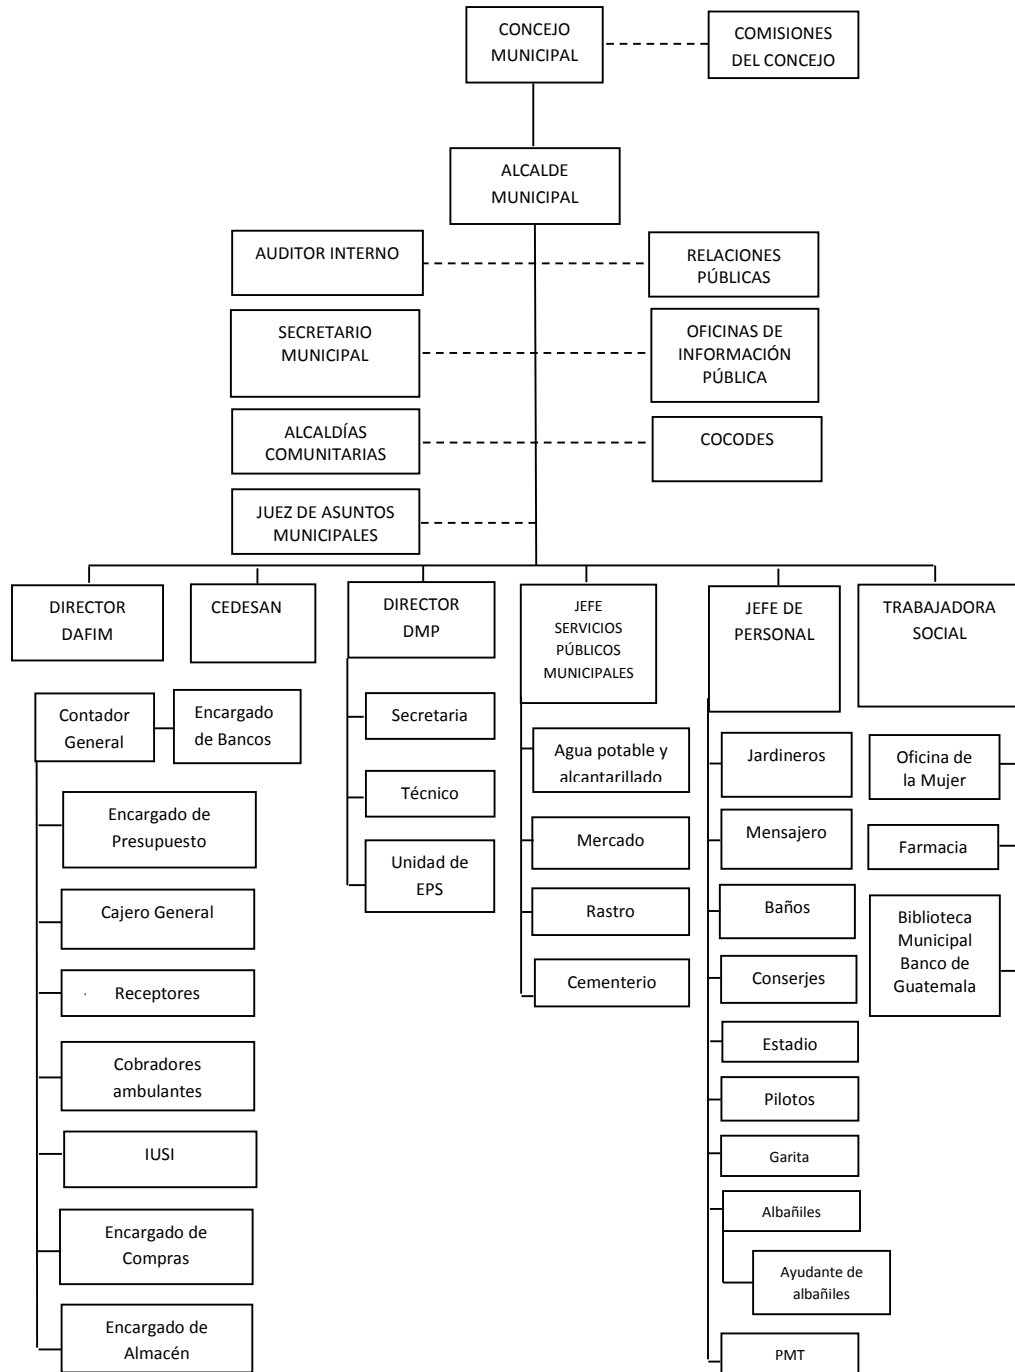 CONCEJO
MUNICIPAL
COMISIONES
DEL CONCEJO
ALCALDE
MUNICIPAL
AUDITOR INTERNO
RELACIONES
PÚBLICAS
SECRETARIO
MUNICIPAL
OFICINAS DE
INFORMACIÓN
PÚBLICA
ALCALDÍAS
COMUNITARIAS
COCODES
JUEZ DE ASUNTOS
MUNICIPALES
DIRECTOR
DAFIM
CEDESAN
DIRECTOR
DMP
JEFE
SERVICIOS
PÚBLICOS
MUNICIPALES
JEFE DE
PERSONAL
TRABAJADORA
SOCIAL
Contador
General
Encargado
de Bancos
Encargado de
Presupuesto
Cajero General
Receptores
Cobradores
ambulantes
IUSI
Encargado de
Compras
Encargado de
Almacén
Secretaria
Técnico
Unidad de
EPS
Agua potable y
alcantarillado
Mercado
Rastro
Cementerio
Jardineros
Mensajero
Baños
Conserjes
Estadio
Pilotos
Garita
Albañiles
Ayudante de
albañiles
PMT
Oficina de
la Mujer
Farmacia
Biblioteca
Municipal
Banco de
Guatemala